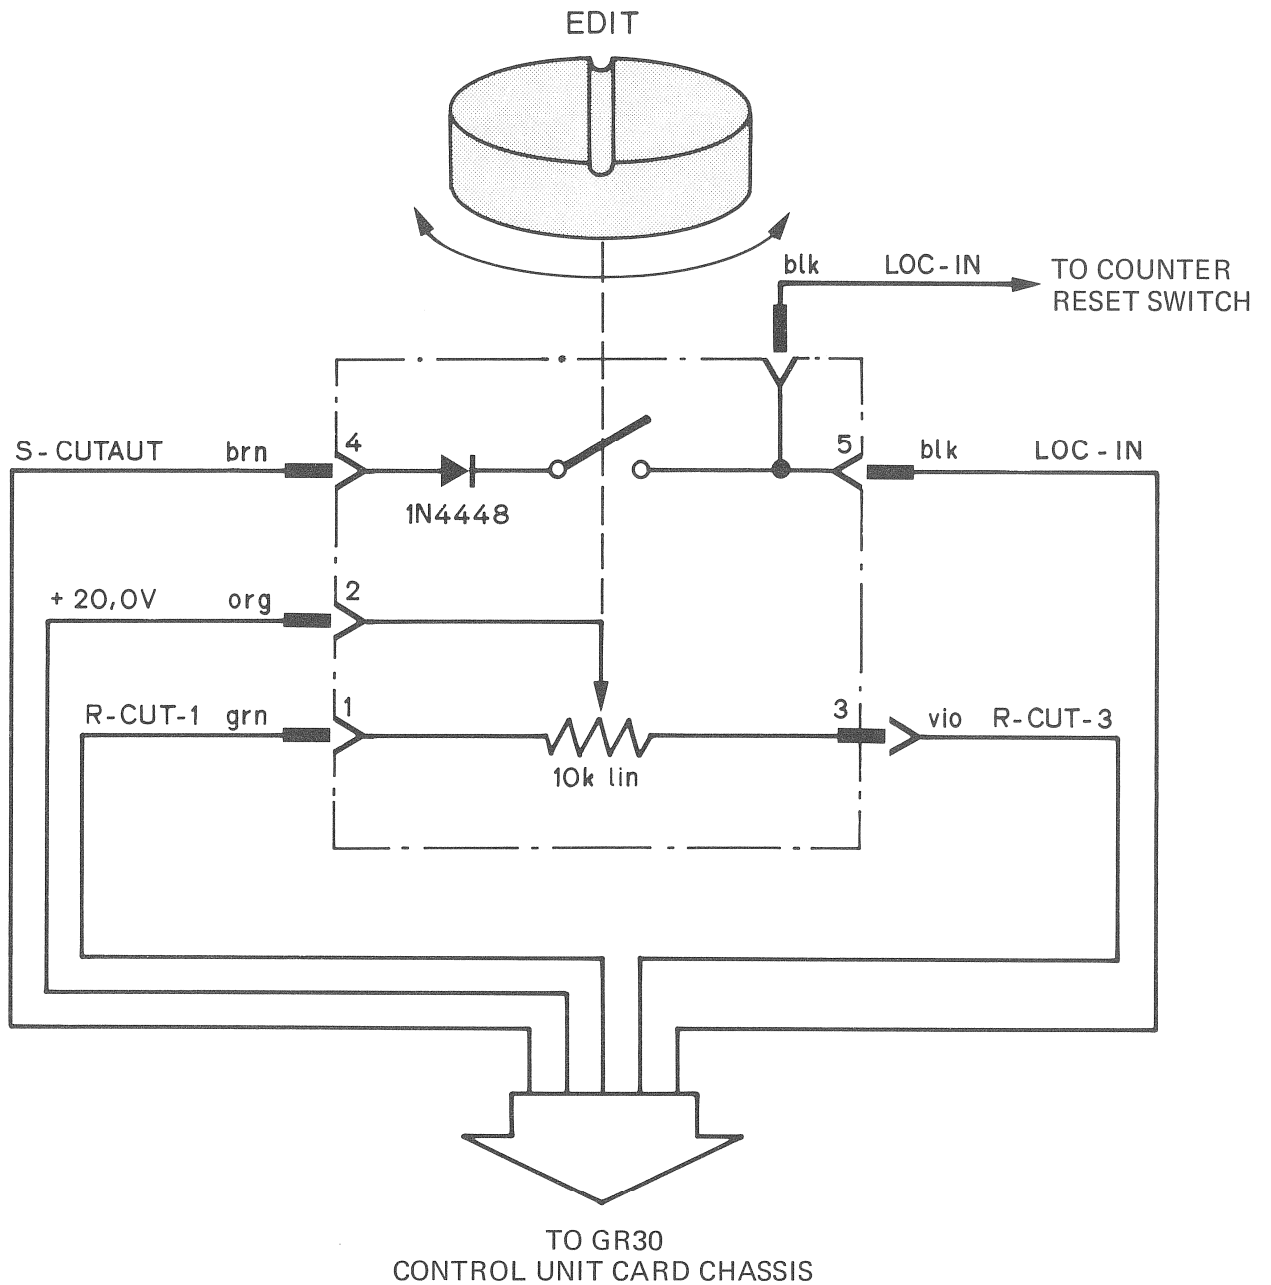 EDIT
blk LOC-IN TO COUNTER
RESET SWITCH
S-CUTAUT brn 4 5 blk LOC-IN
1N4448
+20,0V org 2
R-CUT-1 grn 1 3 vio R-CUT-3
10k lin
TO GR30
CONTROL UNIT CARD CHASSIS